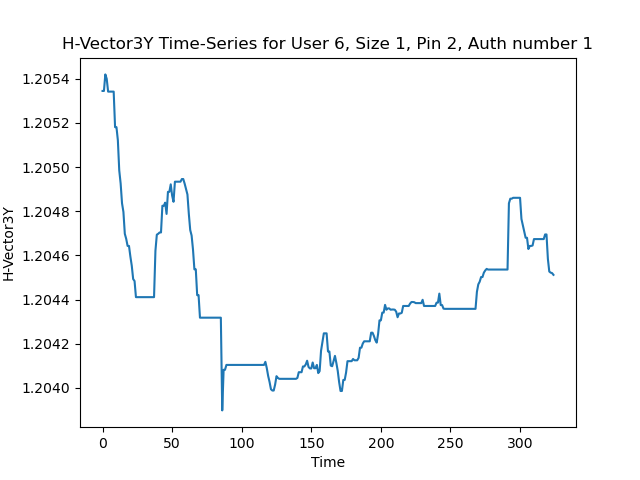 H-Vector3Y Time-Series for User 6, Size 1, Pin 2, Auth number 1
1.2054
1.2052
1.2050
1.2048
1.2046
1.2044
1.2042
1.2040
H-Vector3Y
0 50 100 150 200 250 300
Time